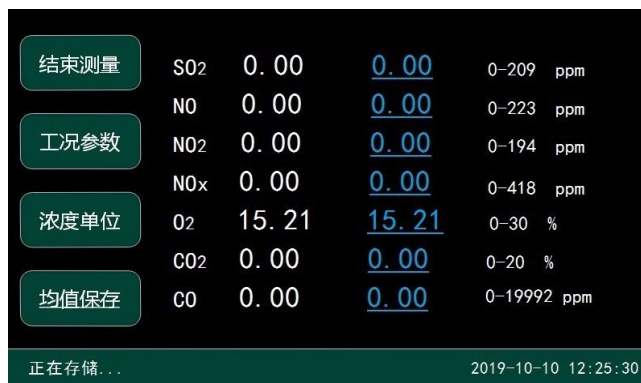 结束测量
工况参数
浓度单位
均值保存
SO2 0.00 0.00 0-209 ppm
NO 0.00 0.00 0-223 ppm
NO2 0.00 0.00 0-194 ppm
NOx 0.00 0.00 0-418 ppm
O2 15.21 15.21 0-30 %
CO2 0.00 0.00 0-20 %
CO 0.00 0.00 0-19992 ppm
正在存储... 2019-10-10 12:25:30